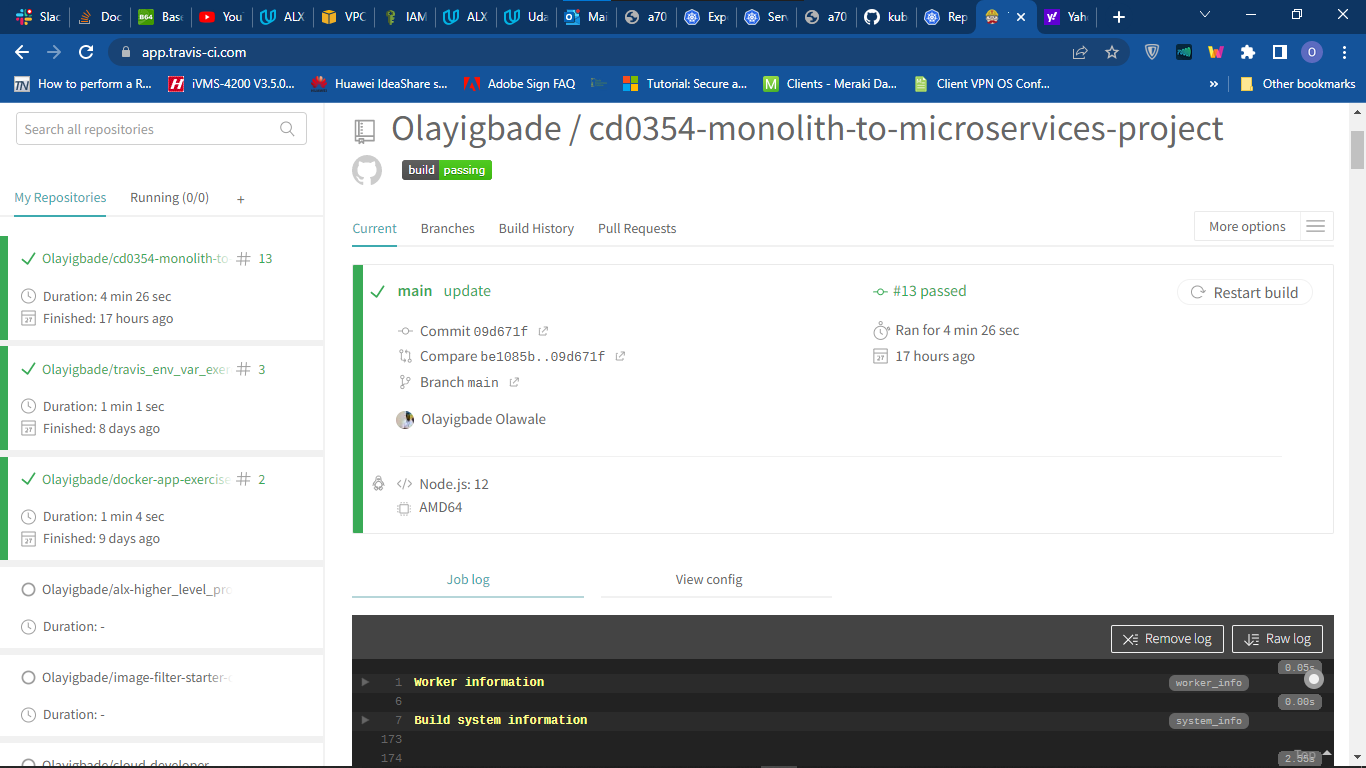 Slac
Doc
B64 Base
You
ALX
VPC
IAM
ALX
Uda
Mai
a70
Exp
Ser
a70
kub
Rep
Yah
app.travis-ci.com
O
TN How to perform a R...
H iVMS-4200 V3.5.0...
Huawei IdeaShare s...
Adobe Sign FAQ
Tutorial: Secure a...
M Clients - Meraki Da...
Client VPN OS Conf...
»
Other bookmarks
Search all repositories
My Repositories
Running (0/0)
+
Olayigbade/cd0354-monolith-to # 13
Duration: 4 min 26 sec
Finished: 17 hours ago
Olayigbade/travis_env_var_exer # 3
Duration: 1 min 1 sec
Finished: 8 days ago
Olayigbade/docker-app-exercise # 2
Duration: 1 min 4 sec
Finished: 9 days ago
Olayigbade/alx-higher_level_pro
Duration: -
Olayigbade/image-filter-starter-
Duration: -
Olayigbade/cloud-developer
Olayigbade / cd0354-monolith-to-microservices-project
build passing
Current
Branches
Build History
Pull Requests
More options
main update
#13 passed
Restart build
Commit 09d671f
Ran for 4 min 26 sec
Compare be1085b..09d671f
17 hours ago
Branch main
Olayigbade Olawale
Node.js: 12
AMD64
Job log
View config
Remove log
Raw log
0.05s
1 Worker information worker_info
6 0.00s
7 Build system information system_info
173
174 2.55s
Top